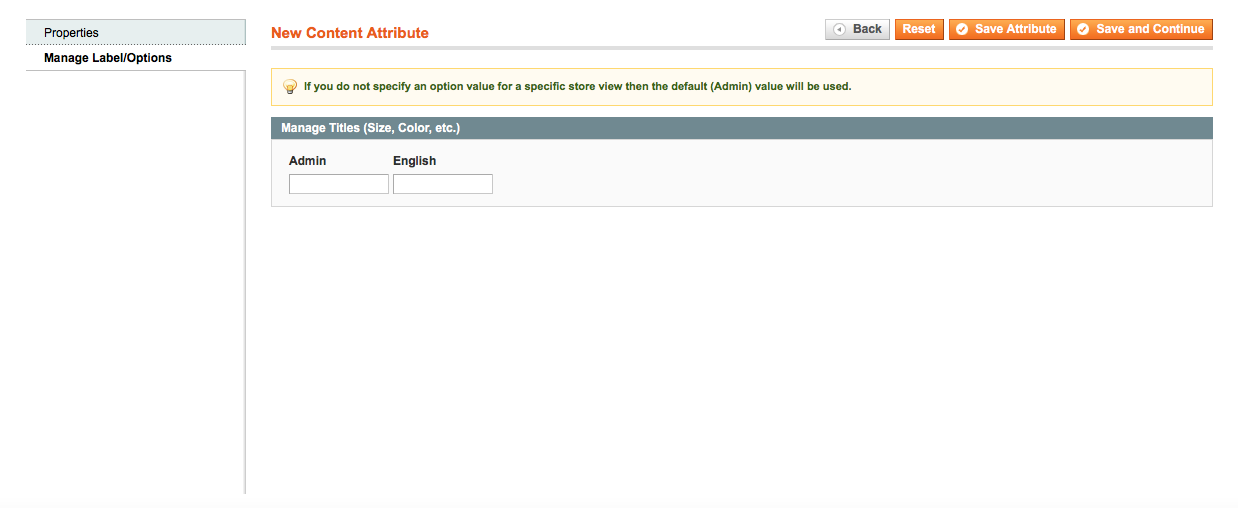 Properties
Manage Label/Options
New Content Attribute
Back
Reset
Save Attribute
Save and Continue
If you do not specify an option value for a specific store view then the default (Admin) value will be used.
Manage Titles (Size, Color, etc.)
Admin English